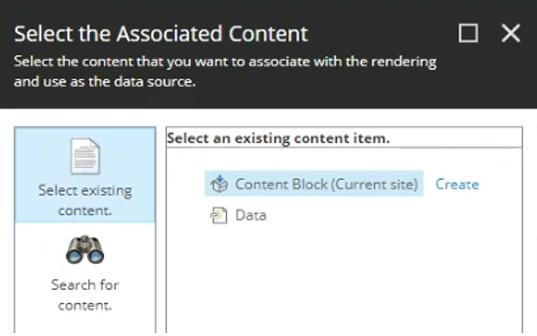 Select the Associated Content
Select the content that you want to associate with the rendering
and use as the data source.
Select existing
content.
Search for
content.
Select an existing content item.
Content Block (Current site) Create
Data